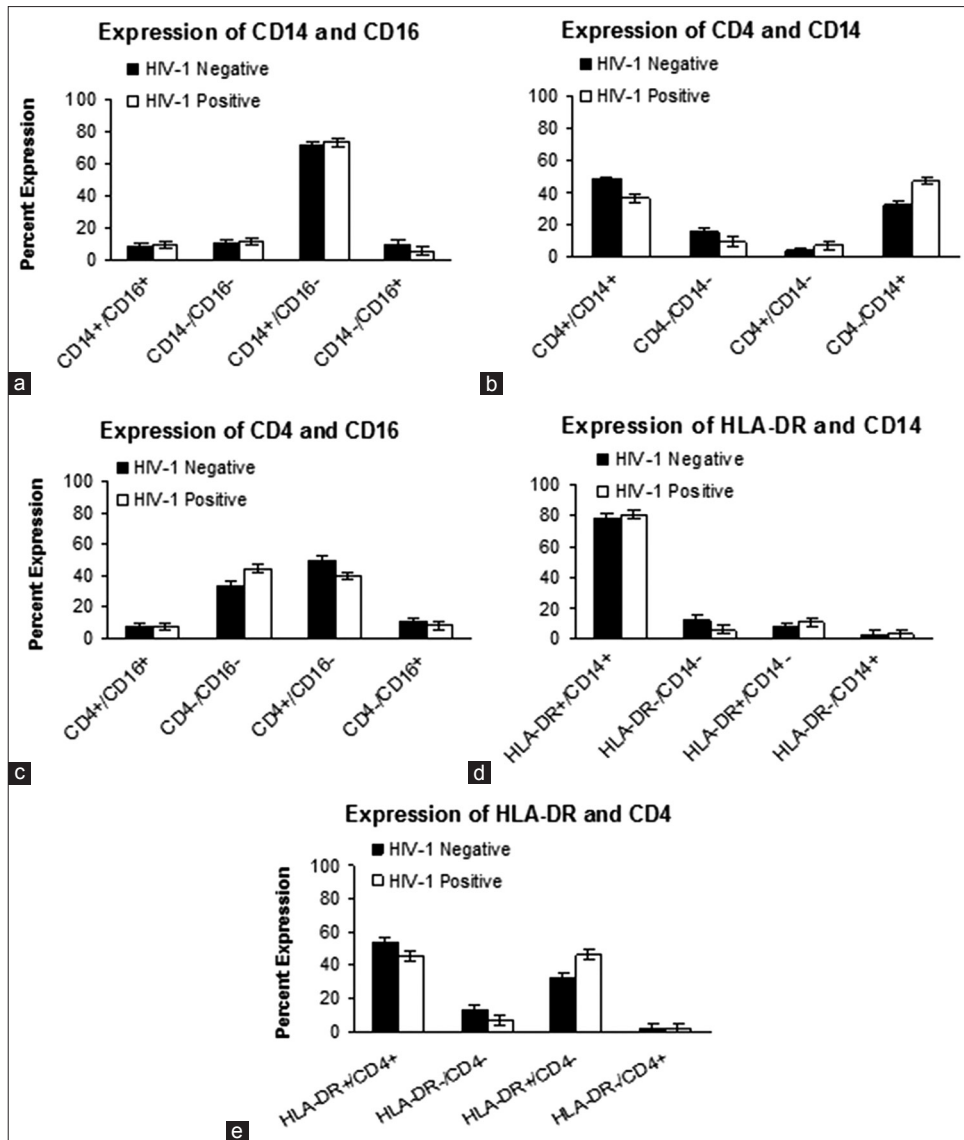 Expression of CD14 and CD16
HIV-1 Negative
HIV-1 Positive
Percent Expression
100
80
60
40
20
0
CD14+/CD16+
CD14-/CD16-
CD14+/CD16-
CD14-/CD16+
a
Expression of CD4 and CD14
HIV-1 Negative
HIV-1 Positive
100
80
60
40
20
0
CD4+/CD14+
CD4-/CD14-
CD4+/CD14-
CD4-/CD14+
b
Expression of CD4 and CD16
HIV-1 Negative
HIV-1 Positive
Percent Expression
100
80
60
40
20
0
CD4+/CD16+
CD4-/CD16-
CD4+/CD16-
CD4-/CD16+
c
Expression of HLA-DR and CD14
HIV-1 Negative
HIV-1 Positive
100
80
60
40
20
0
HLA-DR+/CD14+
HLA-DR-/CD14-
HLA-DR+/CD14-
HLA-DR-/CD14+
d
Expression of HLA-DR and CD4
HIV-1 Negative
HIV-1 Positive
Percent Expression
100
80
60
40
20
0
HLA-DR+/CD4+
HLA-DR-/CD4-
HLA-DR+/CD4-
HLA-DR-/CD4+
e